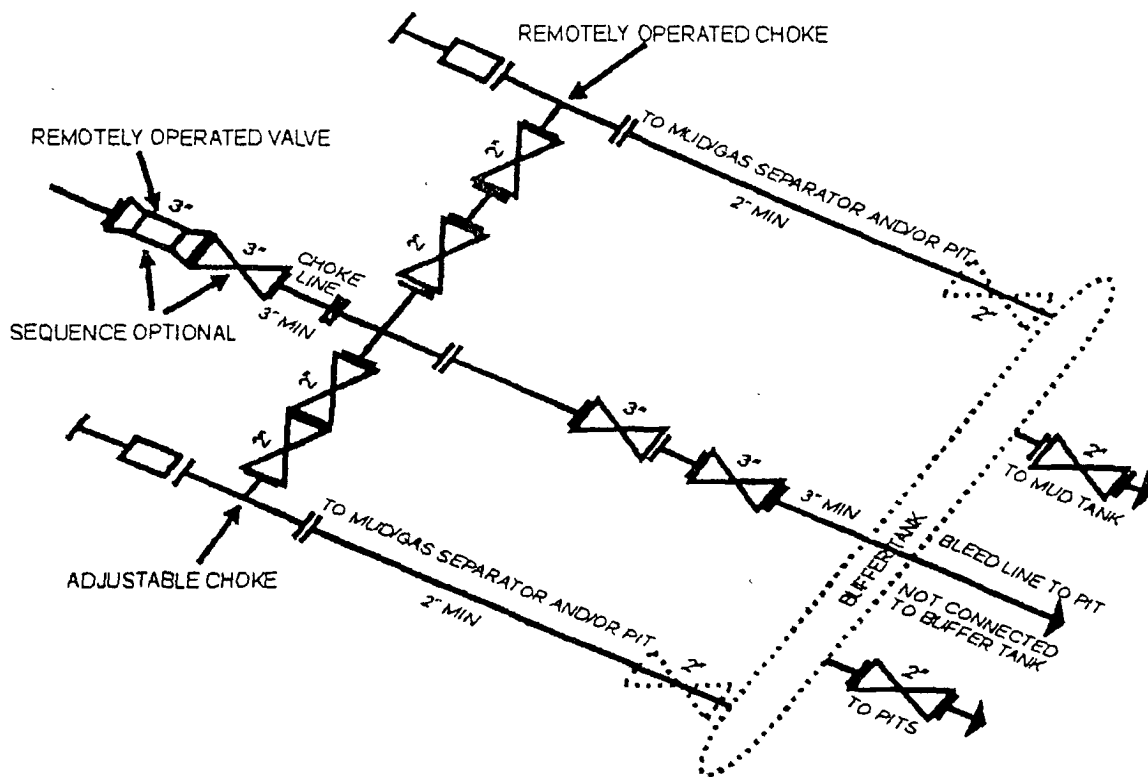 REMOTELY OPERATED CHOKE
REMOTELY OPERATED VALVE
TO MUD/GAS SEPARATOR AND/OR PIT
2" MIN
2"
2"
3"
3"
CHOKE
LINE
3" MIN
SEQUENCE OPTIONAL
2"
2"
2"
3"
3"
3" MIN
2"
TO MUD TANK
BUFFER TANK
BLEED LINE TO PIT
NOT CONNECTED
TO BUFFER TANK
ADJUSTABLE CHOKE
TO MUD/GAS SEPARATOR AND/OR PIT
2" MIN
2"
2"
TO PITS